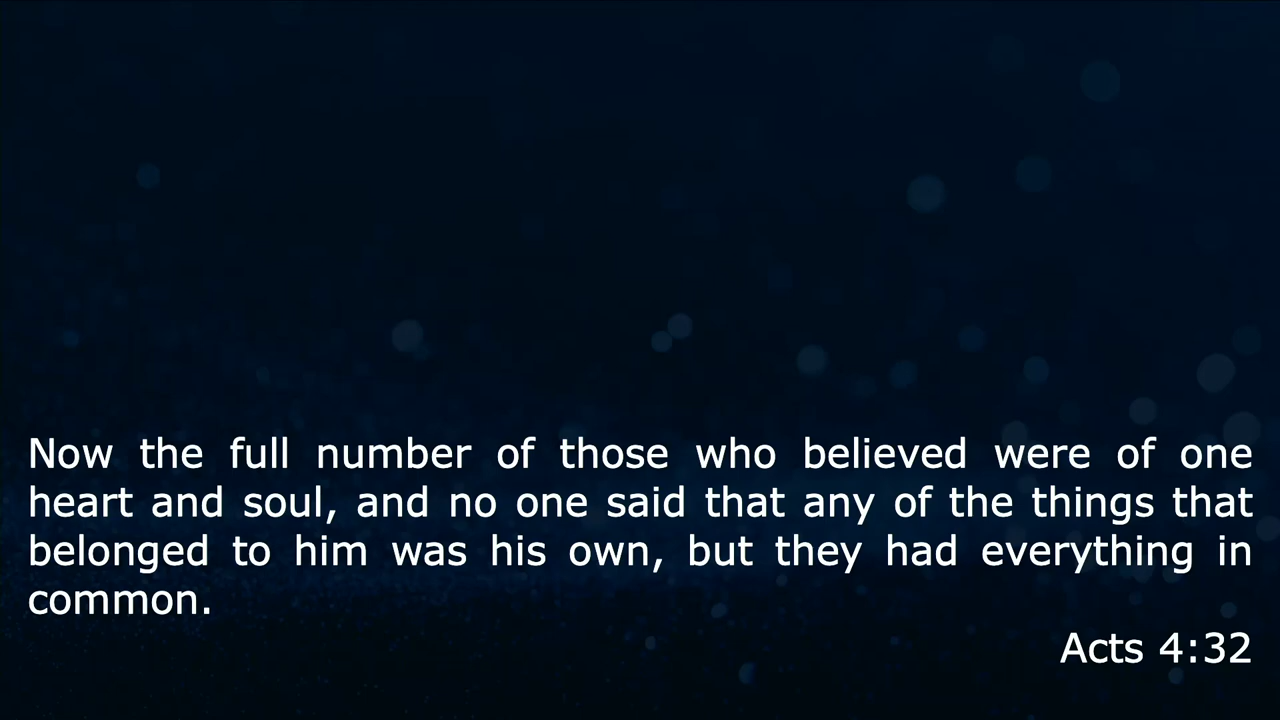 Now the full number of those who believed were of one
heart and soul, and no one said that any of the things that
belonged to him was his own, but they had everything in
common.
Acts 4:32